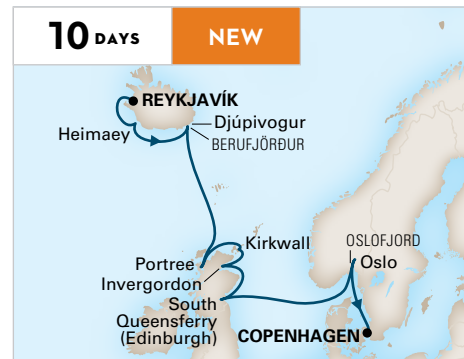 10 DAYS
NEW
REYKJAVÍK
Heimaey
Djúpivogur
BERUFJÖRÐUR
Kirkwall
Portree
Invergordon
South
Queensferry
(Edinburgh)
OSLOFJORD
Oslo
COPENHAGEN